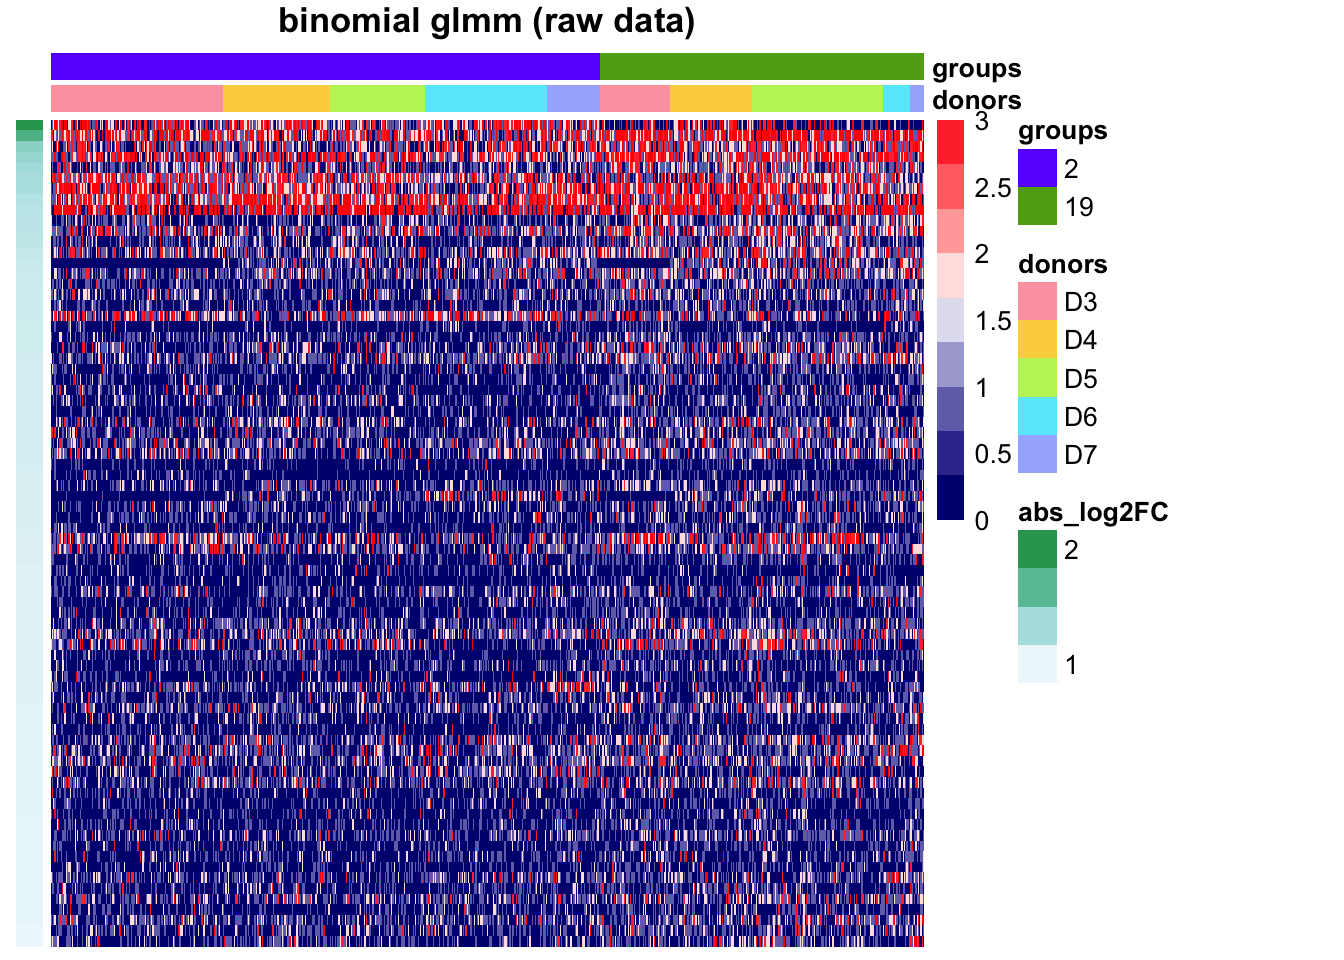 binomial glmm (raw data)
groups
donors
3
2.5
2
1.5
1
0.5
0
groups
2
19
donors
D3
D4
D5
D6
D7
abs_log2FC
2
1